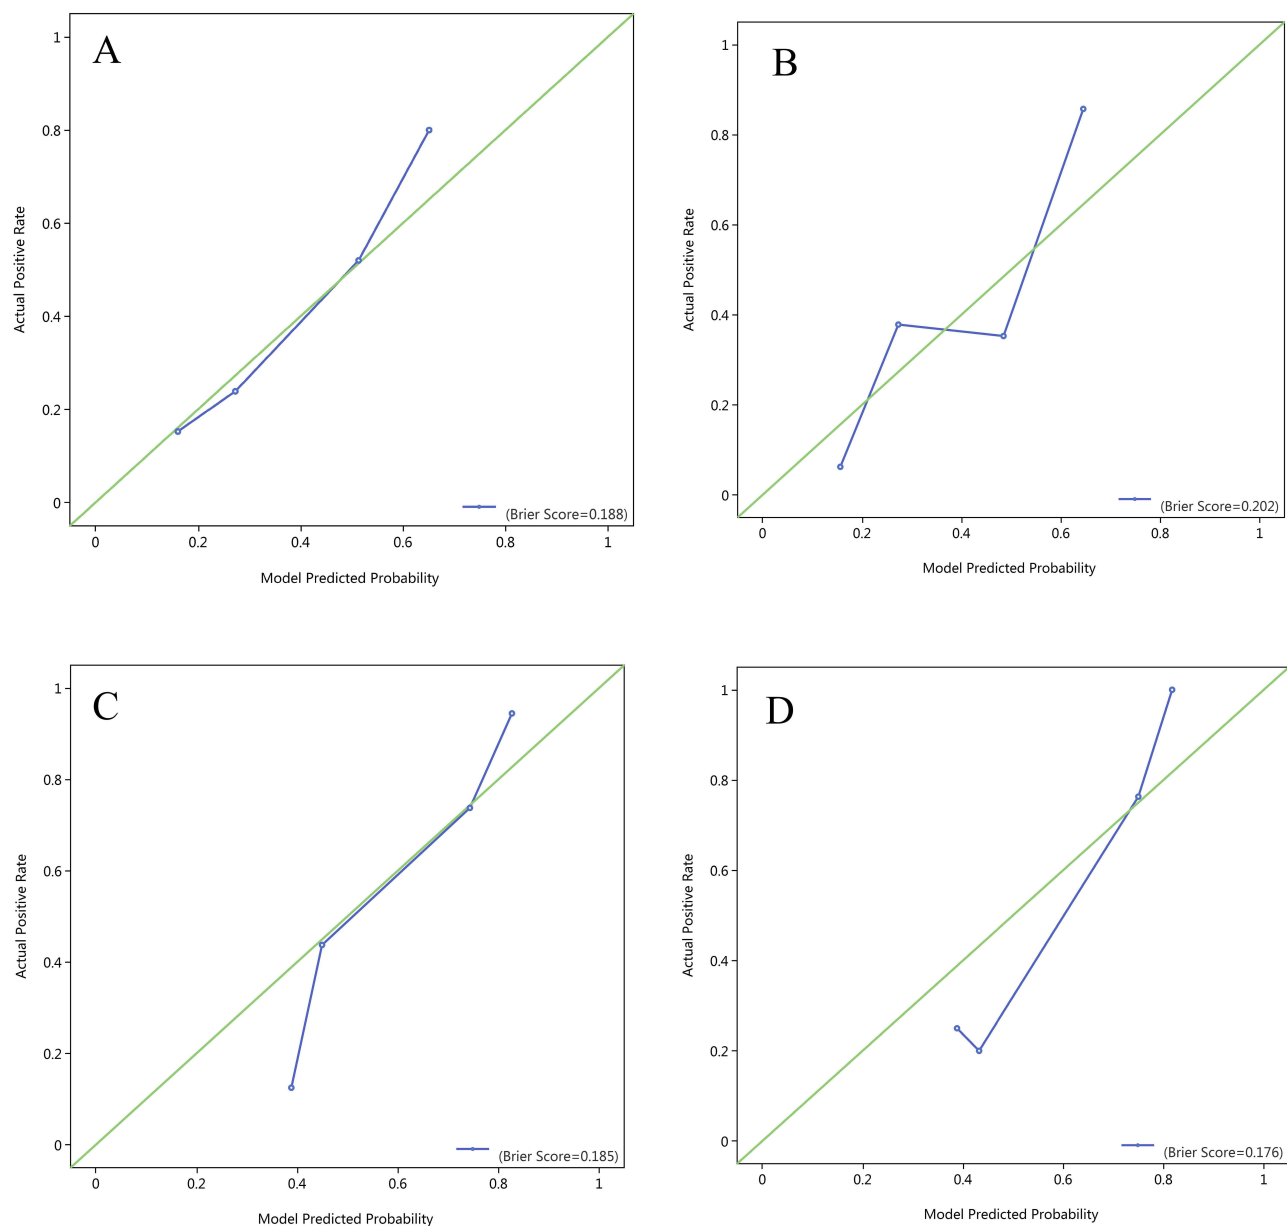 A
1
0.8
0.6
0.4
0.2
0
Actual Positive Rate
(Brier Score=0.188)
0 0.2 0.4 0.6 0.8 1
Model Predicted Probability
B
1
0.8
0.6
0.4
0.2
0
Actual Positive Rate
(Brier Score=0.202)
0 0.2 0.4 0.6 0.8 1
Model Predicted Probability
C
1
0.8
0.6
0.4
0.2
0
Actual Positive Rate
(Brier Score=0.185)
0 0.2 0.4 0.6 0.8 1
Model Predicted Probability
D
1
0.8
0.6
0.4
0.2
0
Actual Positive Rate
(Brier Score=0.176)
0 0.2 0.4 0.6 0.8 1
Model Predicted Probability